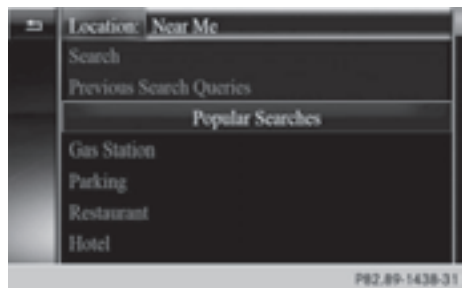 Location: Near Me
Search
Previous Search Queries
Popular Searches
Gas Station
Parking
Restaurant
Hotel
P82.89-1438-31